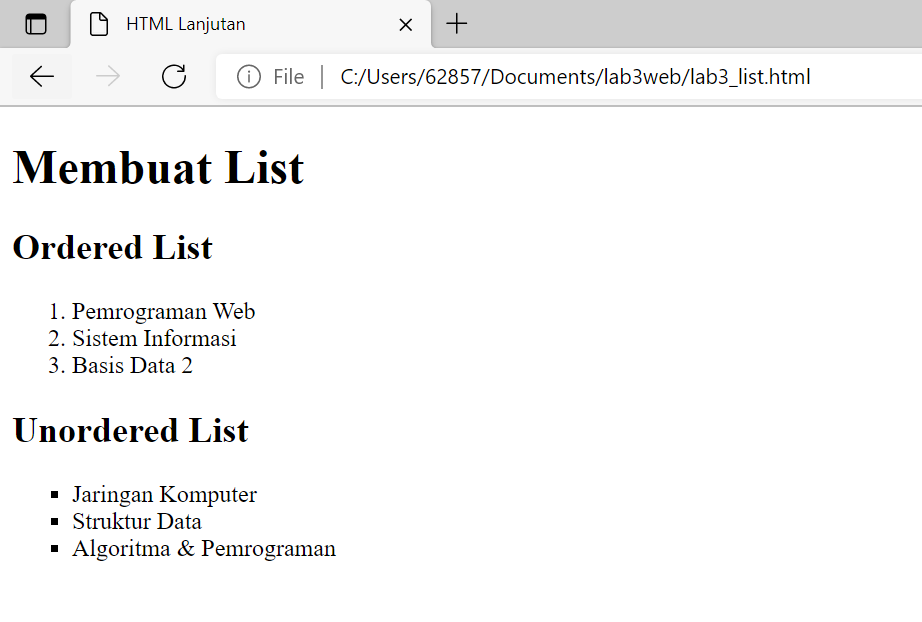 HTML Lanjutan
File | C:/Users/62857/Documents/lab3web/lab3_list.html
Membuat List
Ordered List
1. Pemrograman Web
2. Sistem Informasi
3. Basis Data 2
Unordered List
▪ Jaringan Komputer
▪ Struktur Data
▪ Algoritma & Pemrograman